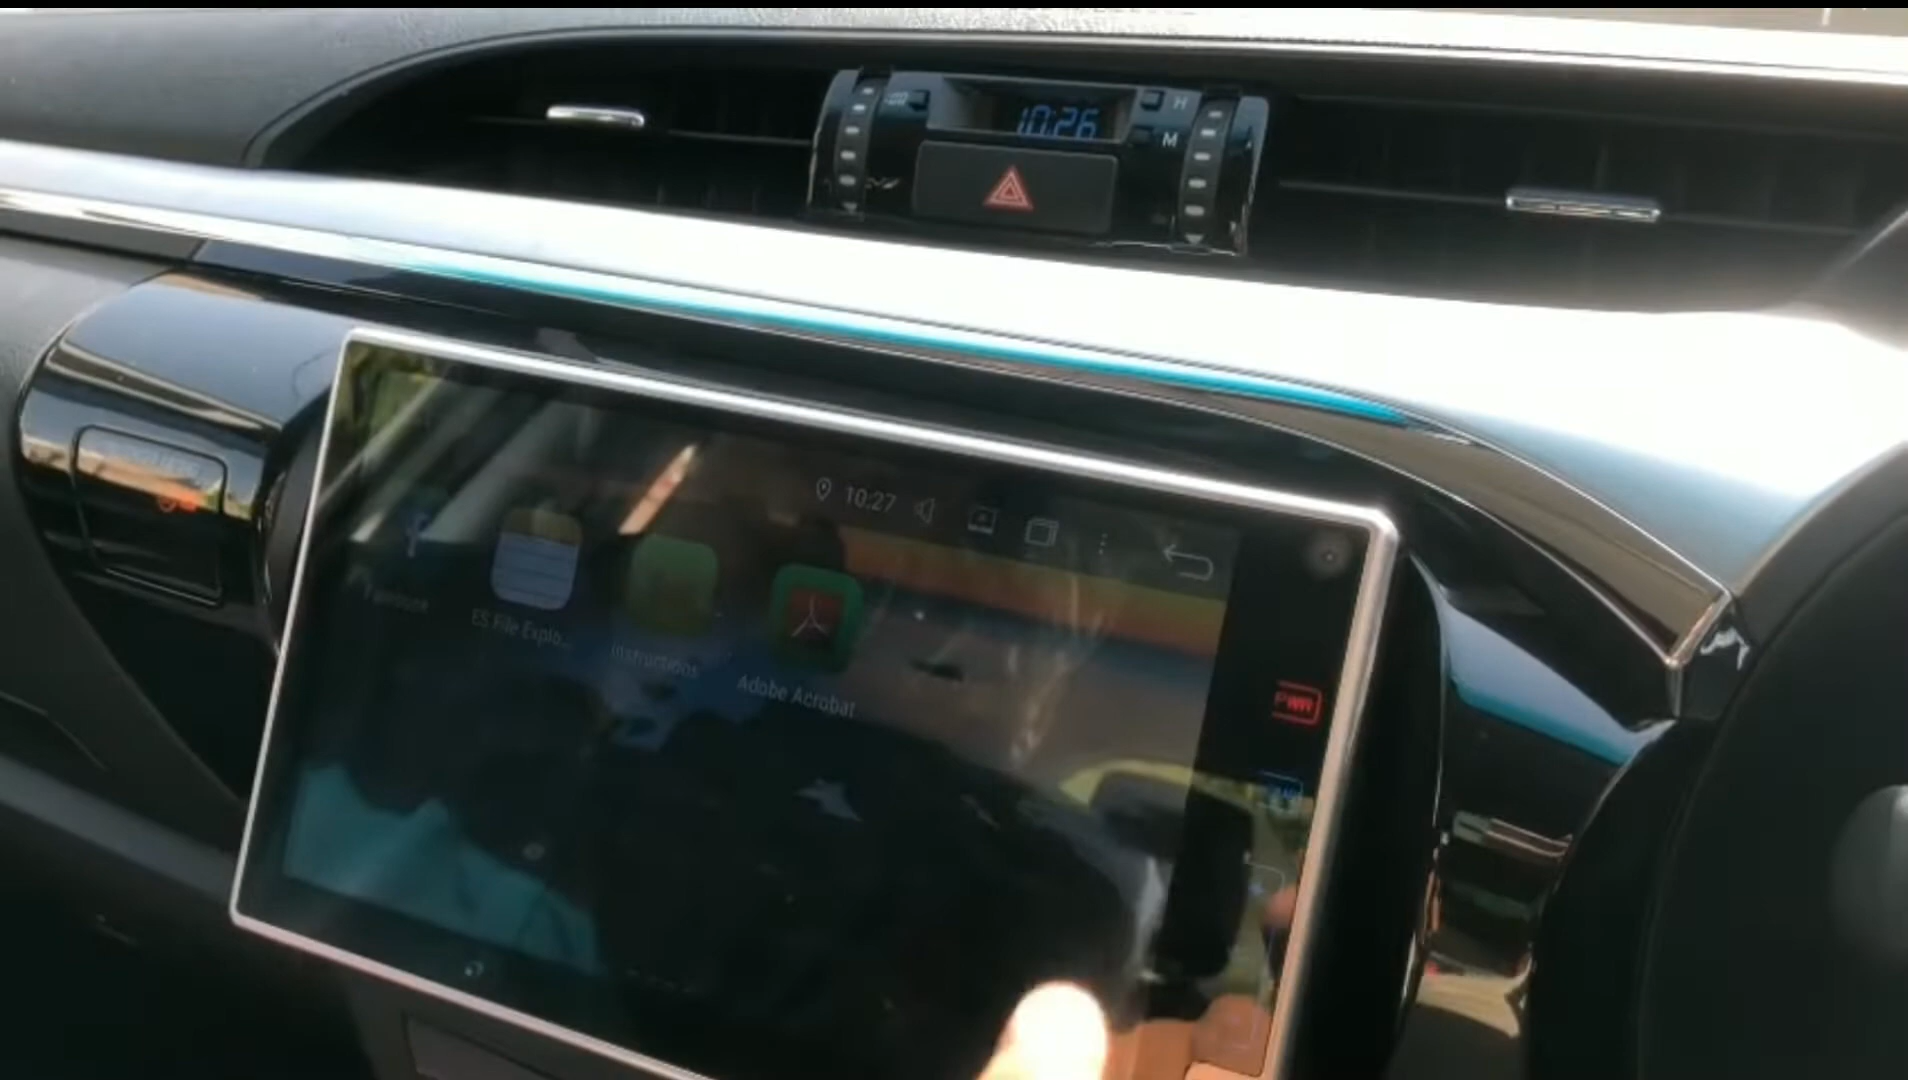 H
10:26
M
10:27
ES File Explo...
Instructions
Adobe Acrobat
PWR